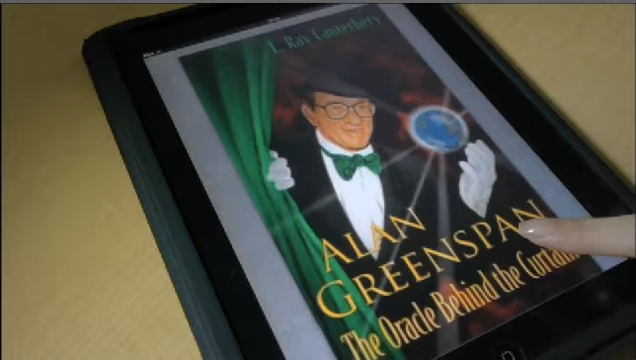 E. Ray Canterbery
ALAN
GREENSPAN
The Oracle Behind the Curtain